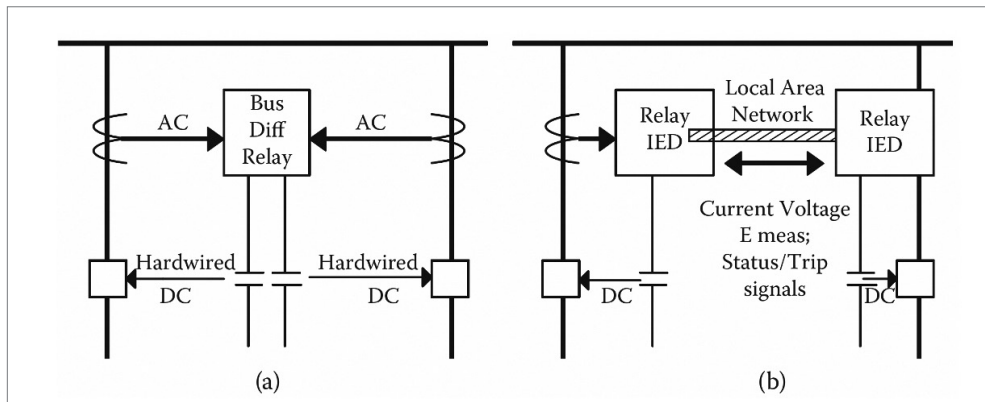 AC
Bus
Diff
Relay
AC
Hardwired
DC
Hardwired
DC
(a)
Relay
IED
Local Area
Network
Relay
IED
Current Voltage
E meas;
Status/Trip
signals
DC
DC
(b)